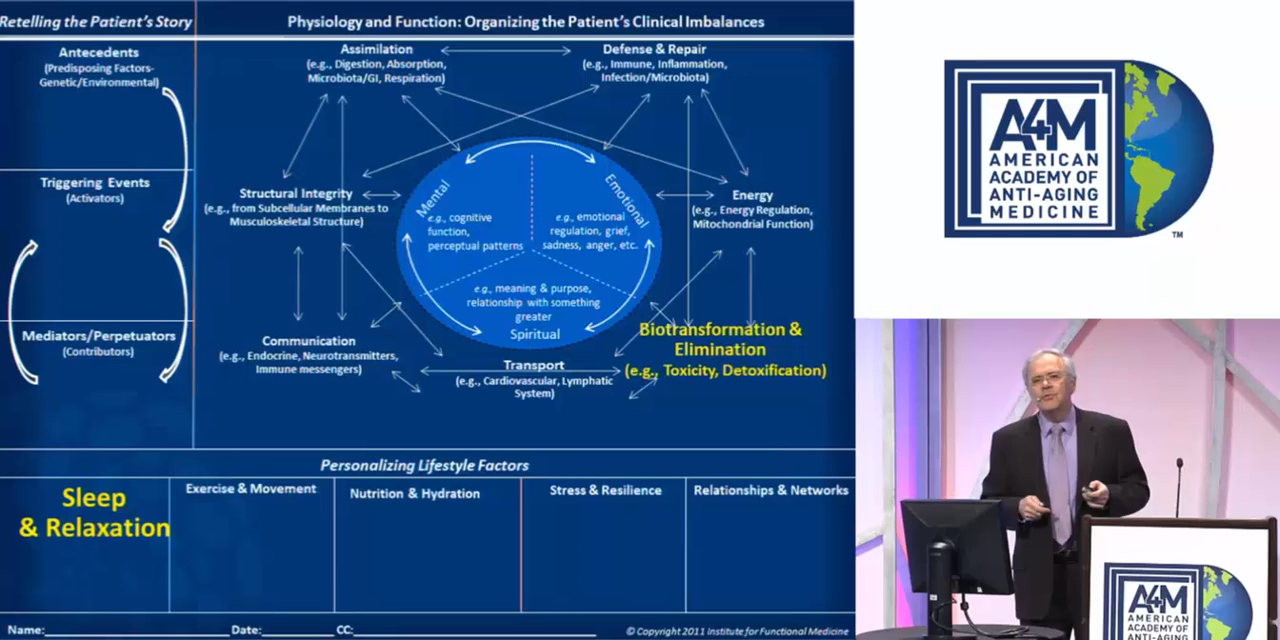 Retelling the Patient's Story
Physiology and Function: Organizing the Patient's Clinical Imbalances
Antecedents
(Predisposing Factors-
Genetic/Environmental)
Triggering Events
(Activators)
Mediators/Perpetuators
(Contributors)
Assimilation
(e.g., Digestion, Absorption,
Microbiota/GI, Respiration)
Defense & Repair
(e.g., Immune, Inflammation,
Infection/Microbiota)
Structural Integrity
(e.g., from Subcellular Membranes to
Musculoskeletal Structure)
Mental
e.g., cognitive
function,
perceptual patterns
Emotional
e.g., emotional
regulation, grief,
sadness, anger, etc.
e.g., meaning & purpose,
relationship with something
greater
Spiritual
Energy
(e.g., Energy Regulation,
Mitochondrial Function)
Communication
(e.g., Endocrine, Neurotransmitters,
Immune messengers)
Transport
(e.g., Cardiovascular, Lymphatic
System)
Biotransformation &
Elimination
(e.g., Toxicity, Detoxification)
Personalizing Lifestyle Factors
Sleep
& Relaxation
Exercise & Movement
Nutrition & Hydration
Stress & Resilience
Relationships & Networks
Name:
Date:
CC:
© Copyright 2011 Institute for Functional Medicine
A4M
AMERICAN
ACADEMY OF
ANTI-AGING
MEDICINE
TM
A4M
AMERICAN
ACADEMY OF
ANTI-AGING